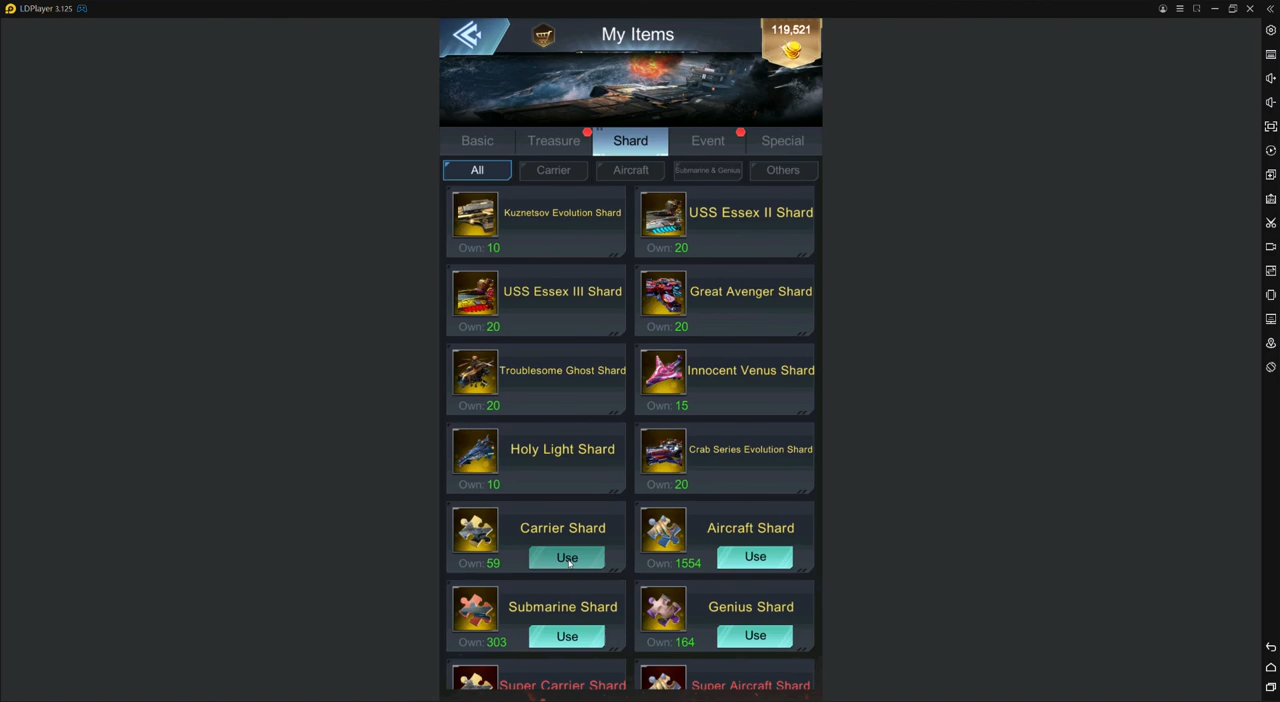 LDPlayer 3.125
My Items
119,521
Basic
Treasure
Shard
Event
Special
All
Carrier
Aircraft
Submarine & Genius
Others
Kuznetsov Evolution Shard
Own: 10
USS Essex II Shard
Own: 20
USS Essex III Shard
Own: 20
Great Avenger Shard
Own: 20
Troublesome Ghost Shard
Own: 20
Innocent Venus Shard
Own: 15
Holy Light Shard
Own: 10
Crab Series Evolution Shard
Own: 20
Carrier Shard
Own: 59
Use
Aircraft Shard
Own: 1554
Use
Submarine Shard
Own: 303
Use
Genius Shard
Own: 164
Use
Super Carrier Shard
Super Aircraft Shard